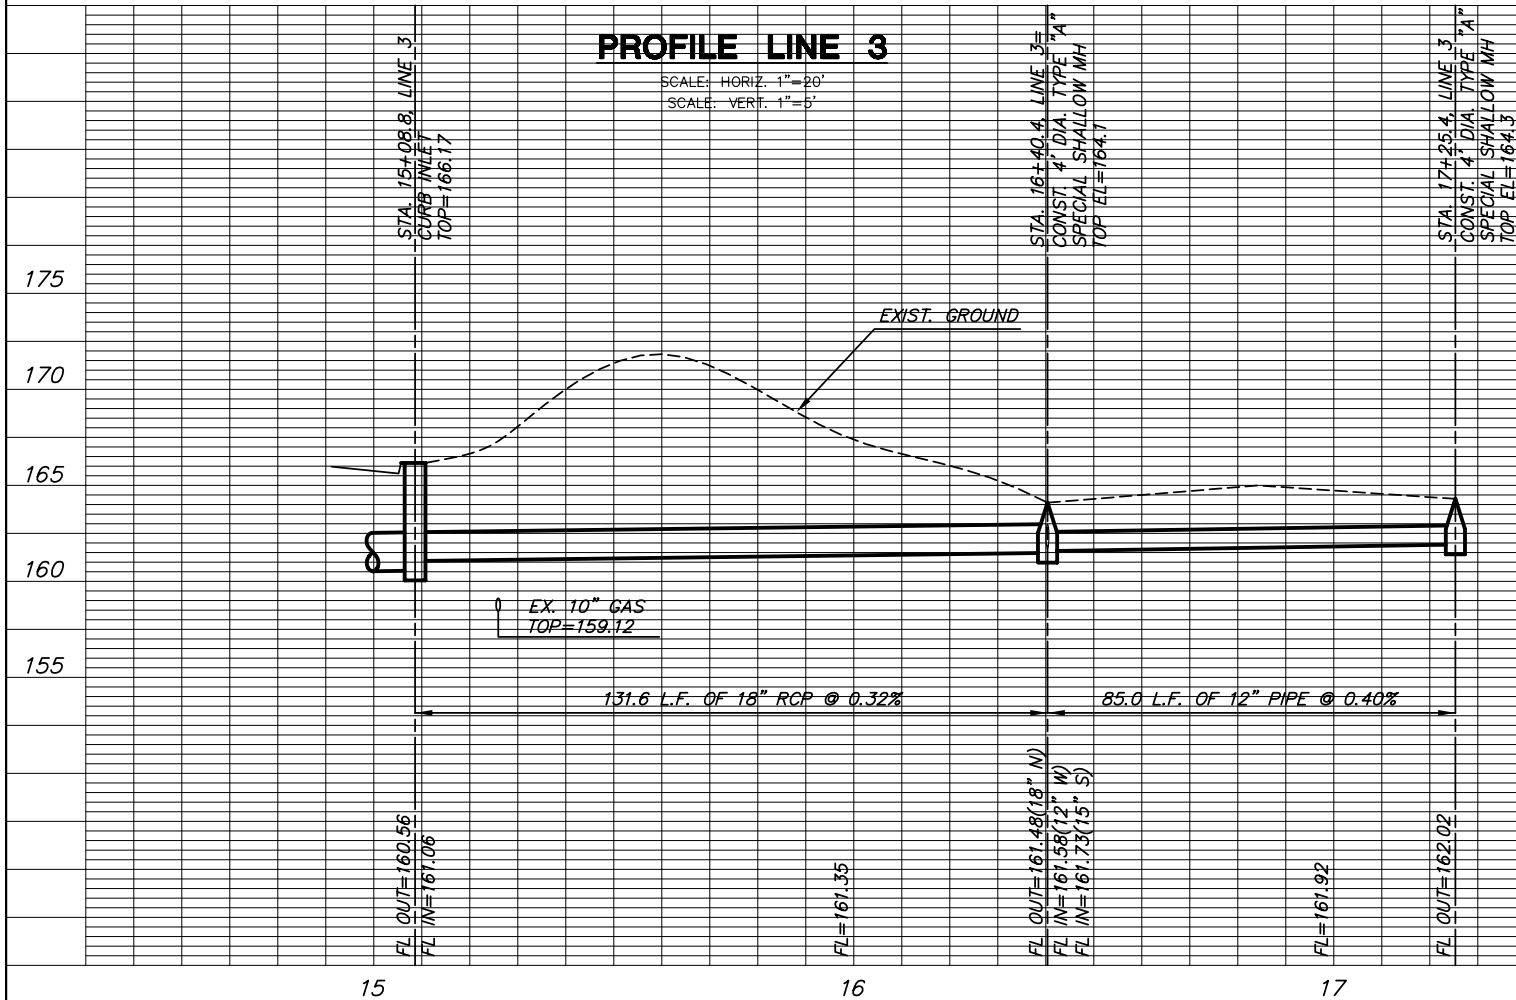 PROFILE LINE 3
SCALE: HORIZ. 1"=20'
SCALE: VERT. 1"=5'
STA. 15+08.8, LINE 3
CURB INLET
TOP=166.17
STA. 16+40.4, LINE 3=
CONST. 4' DIA. TYPE "A"
SPECIAL SHALLOW MH
TOP EL=164.1
STA. 17+25.4, LINE 3
CONST. 4' DIA. TYPE "A"
SPECIAL SHALLOW MH
TOP EL=164.3
175
170
165
160
155
EXIST. GROUND
EX. 10" GAS
TOP=159.12
131.6 L.F. OF 18" RCP @ 0.32%
85.0 L.F. OF 12" PIPE @ 0.40%
FL OUT=160.56
FL IN=161.06
FL=161.35
FL OUT=161.48(18" N)
FL IN=161.58(12" W)
FL IN=161.73(15" S)
FL=161.92
FL OUT=162.02
15
16
17